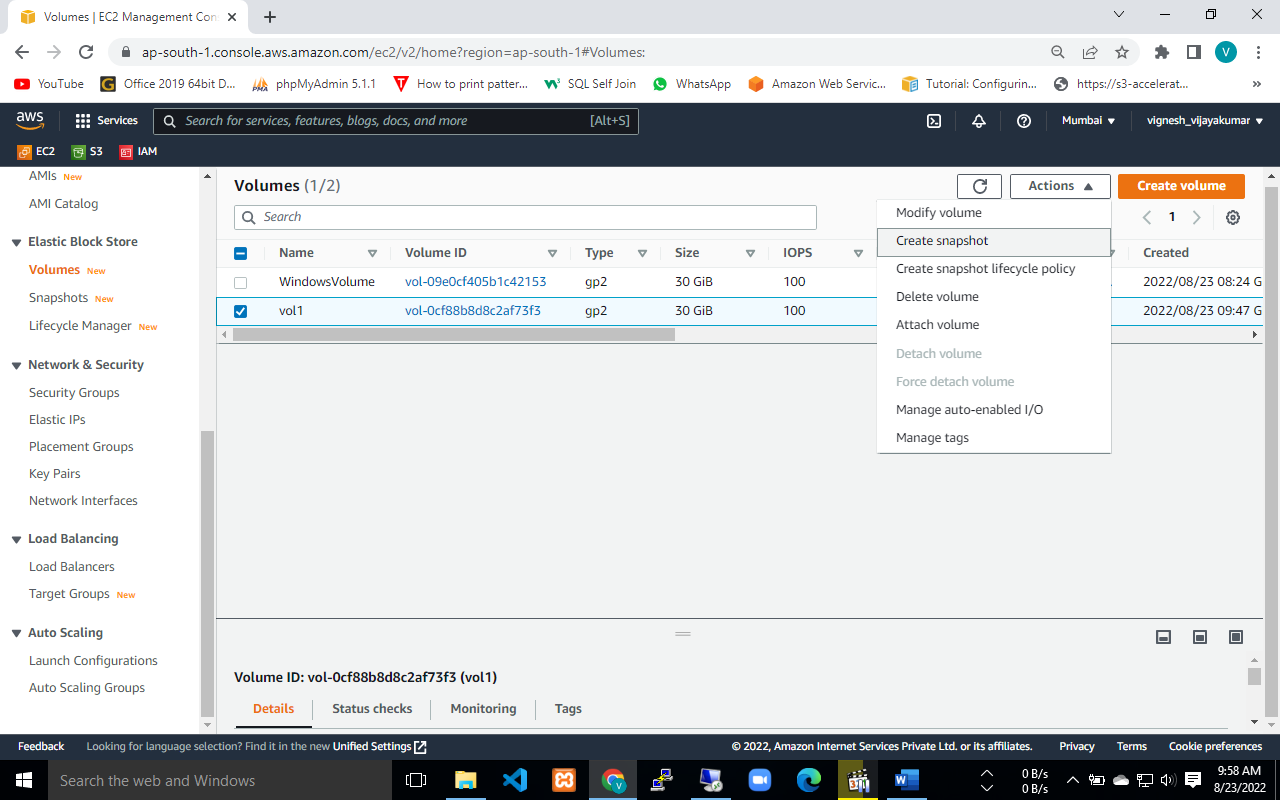 Volumes | EC2 Management Con
ap-south-1.console.aws.amazon.com/ec2/v2/home?region=ap-south-1#Volumes:
V
YouTube
Office 2019 64bit D...
phpMyAdmin 5.1.1
How to print patter...
SQL Self Join
WhatsApp
Amazon Web Servic...
Tutorial: Configurin...
https://s3-accelerat...
aws
Services
Search for services, features, blogs, docs, and more
[Alt+S]
Mumbai
vignesh_vijayakumar
EC2
S3
IAM
AMIs New
AMI Catalog
Elastic Block Store
Volumes New
Snapshots New
Lifecycle Manager New
Network & Security
Security Groups
Elastic IPs
Placement Groups
Key Pairs
Network Interfaces
Load Balancing
Load Balancers
Target Groups New
Auto Scaling
Launch Configurations
Auto Scaling Groups
Volumes (1/2)
Actions
Create volume
Search
1
Modify volume
Create snapshot
Create snapshot lifecycle policy
Delete volume
Attach volume
Detach volume
Force detach volume
Manage auto-enabled I/O
Manage tags
Name Volume ID Type Size IOPS Created
WindowsVolume vol-09e0cf405b1c42153 gp2 30 GiB 100 2022/08/23 08:24 G
vol1 vol-0cf88b8d8c2af73f3 gp2 30 GiB 100 2022/08/23 09:47 G
Volume ID: vol-0cf88b8d8c2af73f3 (vol1)
Details Status checks Monitoring Tags
Feedback
Looking for language selection? Find it in the new Unified Settings
© 2022, Amazon Internet Services Private Ltd. or its affiliates.
Privacy
Terms
Cookie preferences
Search the web and Windows
0 B/s
0 B/s
9:58 AM
8/23/2022